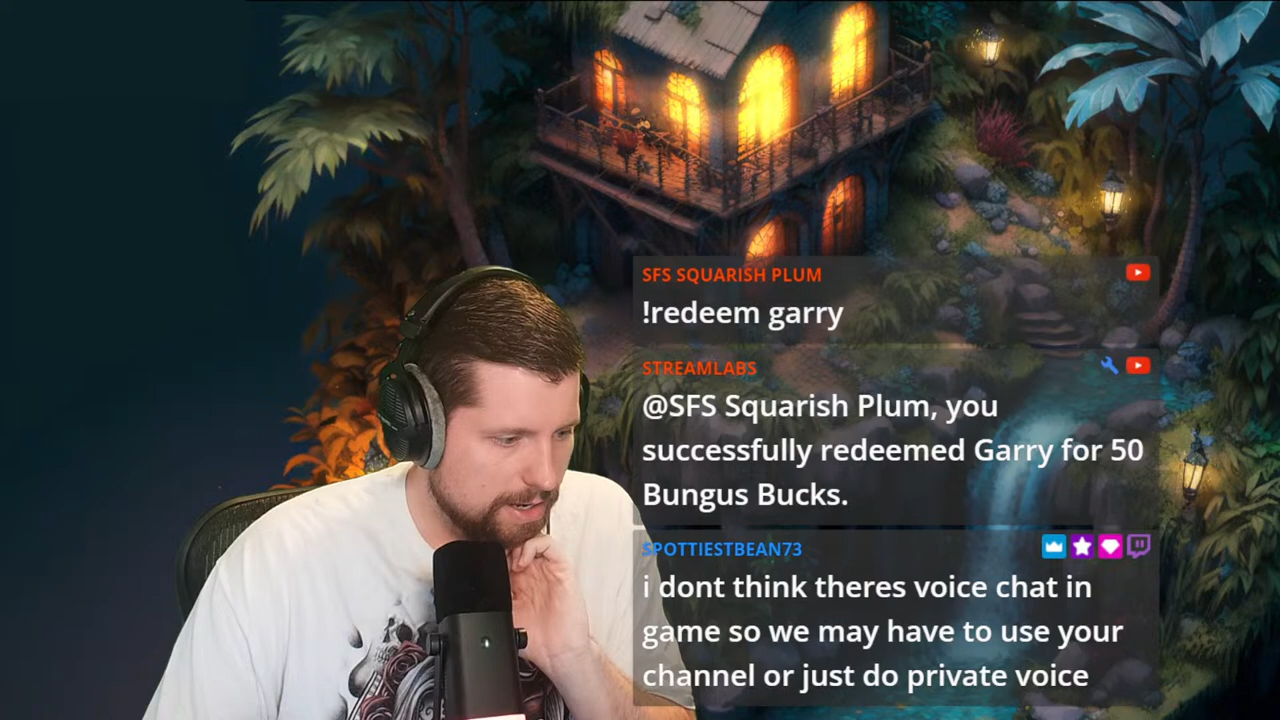 SFS SQUARISH PLUM
!redeem garry
STREAMLABS
@SFS Squarish Plum, you
successfully redeemed Garry for 50
Bungus Bucks.
SPOTTIESTBEAN73
i dont think theres voice chat in
game so we may have to use your
channel or just do private voice